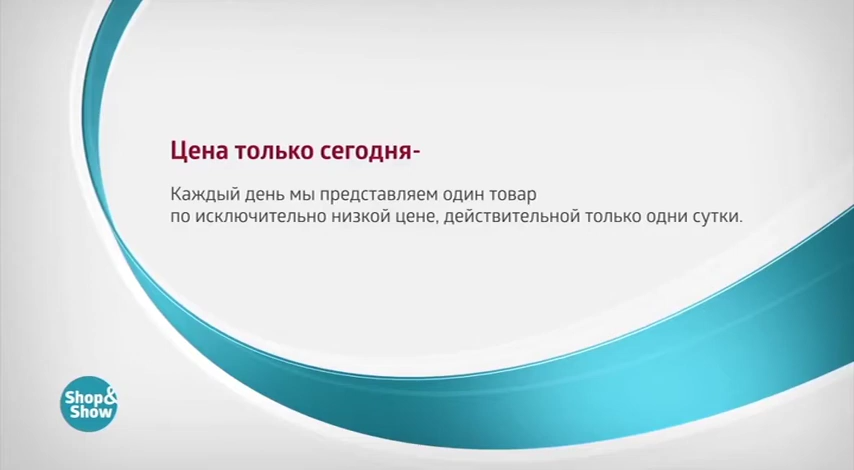 Цена только сегодня-
Каждый день мы представляем один товар
по исключительно низкой цене, действительной только одни сутки.
Shop&
Show